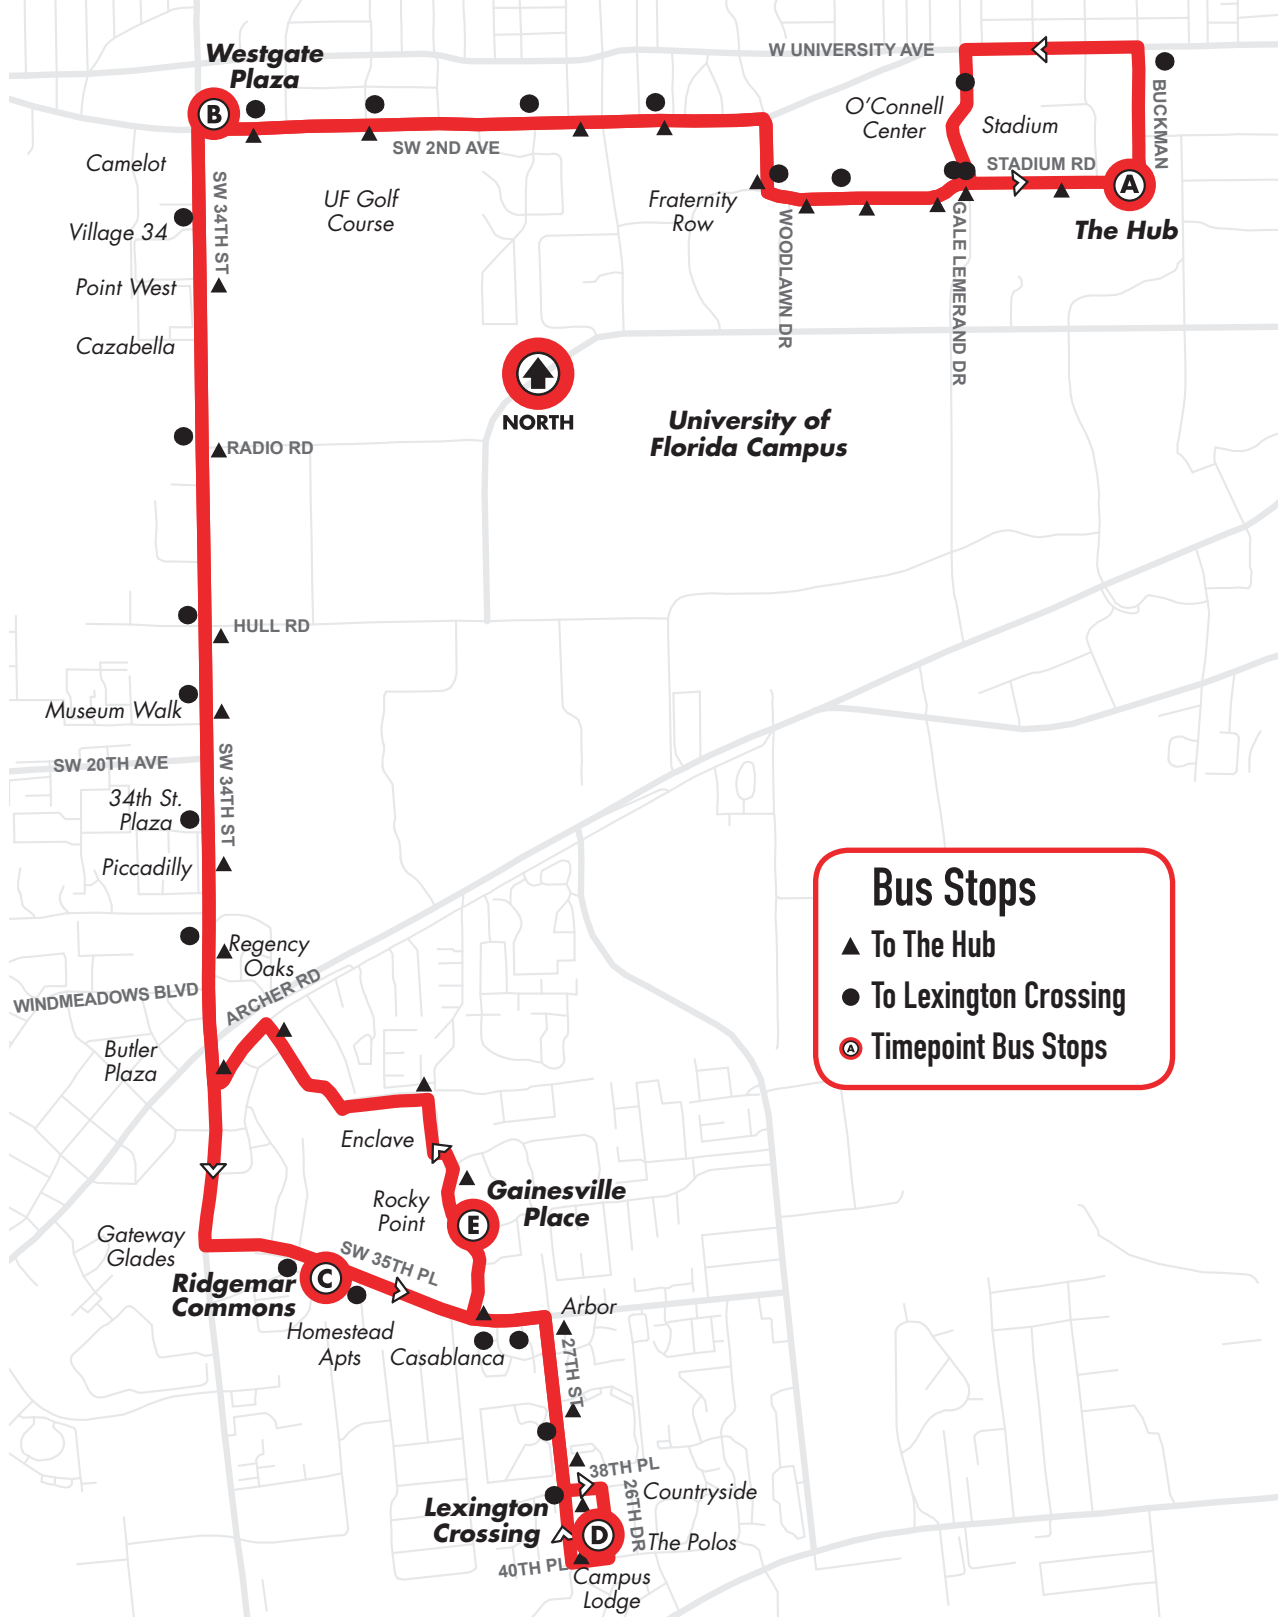 Westgate
Plaza
B
W UNIVERSITY AVE
BUCKMAN
O'Connell
Center
Stadium
STADIUM RD
A
The Hub
SW 2ND AVE
Camelot
SW 34TH ST
UF Golf
Course
Fraternity
Row
WOODLAWN DR
GALE LEMERAND DR
Village 34
Point West
Cazabella
NORTH
University of
Florida Campus
RADIO RD
HULL RD
Museum Walk
SW 20TH AVE
SW 34TH ST
34th St.
Plaza
Piccadilly
Bus Stops
To The Hub
To Lexington Crossing
A
Timepoint Bus Stops
Regency
Oaks
WINDMEADOWS BLVD
ARCHER RD
Butler
Plaza
Enclave
Rocky
Point
Gainesville
Place
E
Gateway
Glades
SW 35TH PL
Ridgemar
Commons
C
Homestead
Apts
Casablanca
Arbor
27TH ST
38TH PL
26TH DR
Countryside
Lexington
Crossing
D
The Polos
40TH PL
Campus
Lodge